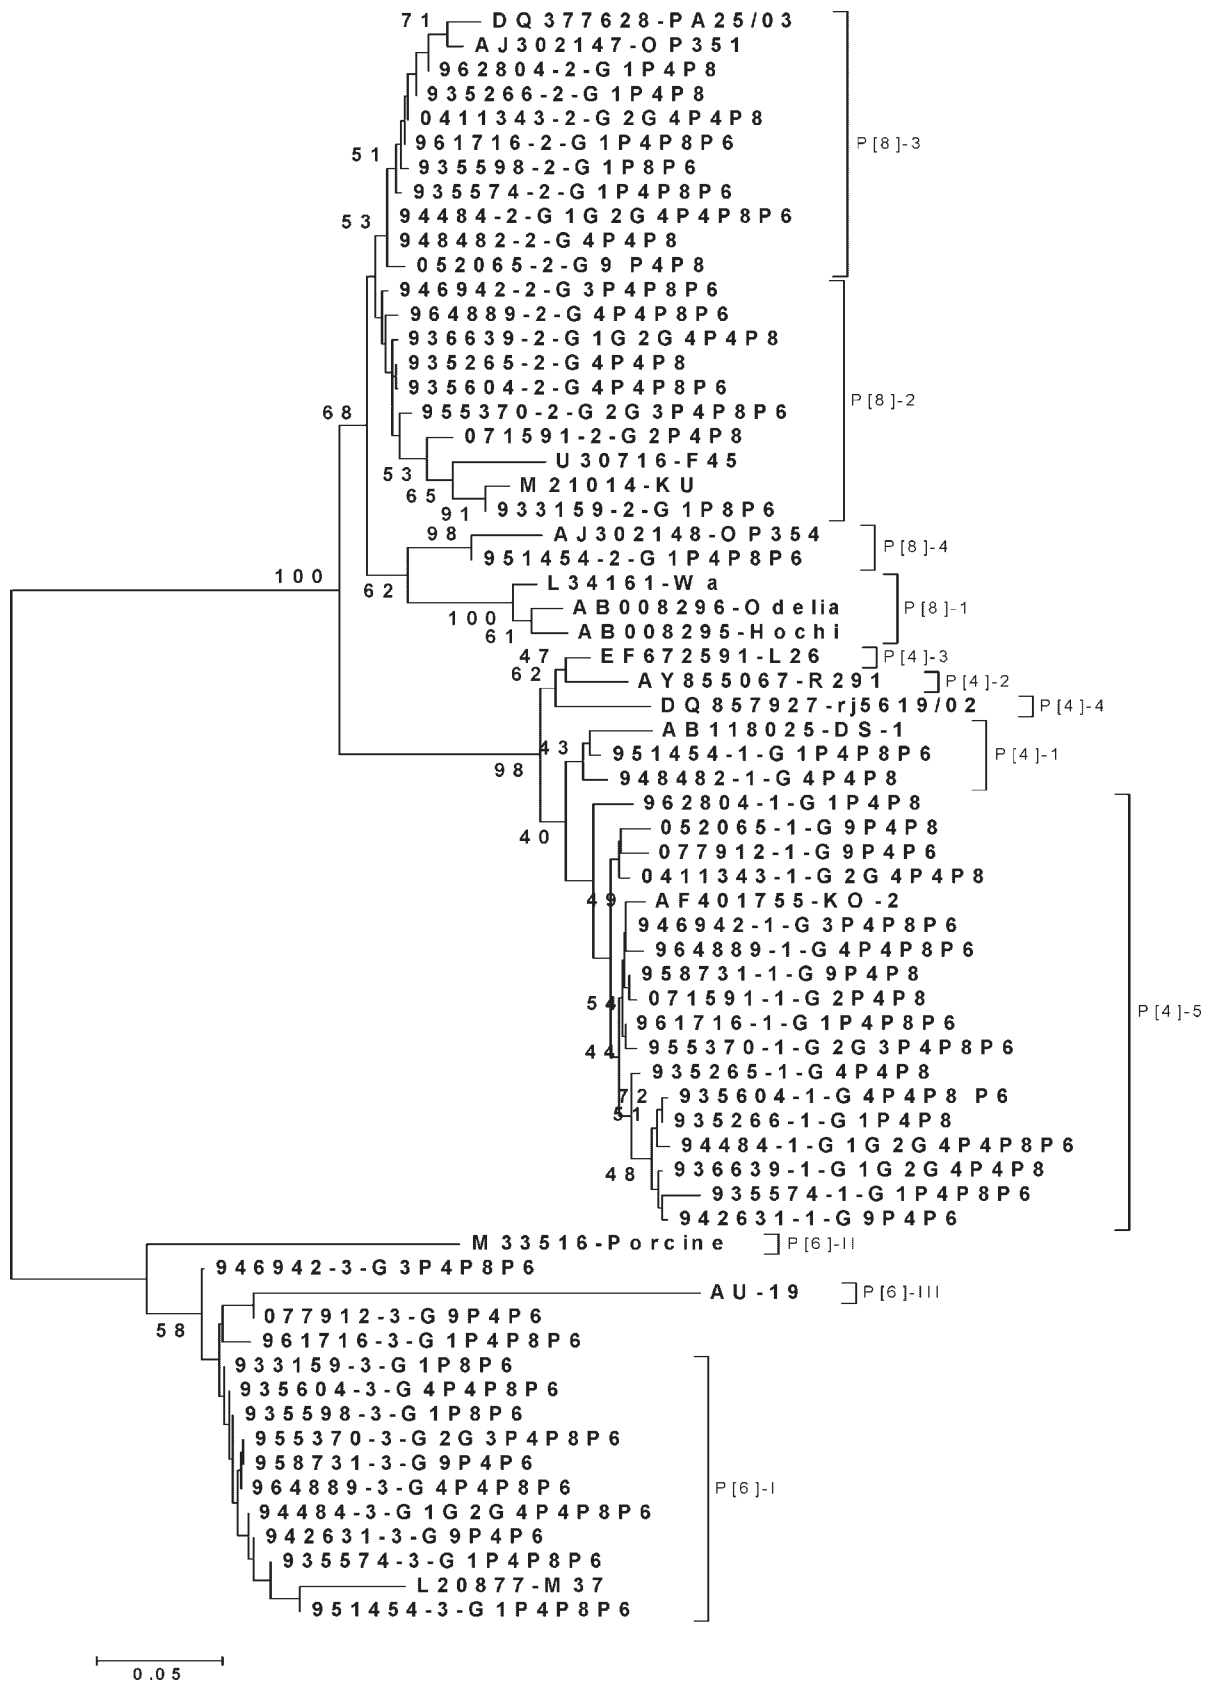 71
DQ377628-PA25/03
AJ302147-OP351
962804-2-G1P4P8
935266-2-G1P4P8
0411343-2-G2G4P4P8
961716-2-G1P4P8P6
P[8]-3
51
935598-2-G1P8P6
935574-2-G1P4P8P6
53
94484-2-G1G2G4P4P8P6
948482-2-G4P4P8
052065-2-G9 P4P8
946942-2-G3P4P8P6
964889-2-G4P4P8P6
936639-2-G1G2G4P4P8
935265-2-G4P4P8
935604-2-G4P4P8P6
P[8]-2
68
955370-2-G2G3P4P8P6
071591-2-G2P4P8
U30716-F45
53
M21014-KU
65
933159-2-G1P8P6
91
98
AJ302148-OP354
P[8]-4
951454-2-G1P4P8P6
100
62
L34161-Wa
AB008296-Odelia
P[8]-1
100
61
AB008295-Hochi
47
EF672591-L26
P[4]-3
62
AY855067-R291
P[4]-2
DQ857927-rj5619/02
P[4]-4
AB118025-DS-1
43
951454-1-G1P4P8P6
P[4]-1
98
948482-1-G4P4P8
962804-1-G1P4P8
40
052065-1-G9P4P8
077912-1-G9P4P6
0411343-1-G2G4P4P8
49
AF401755-KO-2
946942-1-G3P4P8P6
964889-1-G4P4P8P6
958731-1-G9P4P8
54
071591-1-G2P4P8
P[4]-5
961716-1-G1P4P8P6
44
955370-1-G2G3P4P8P6
935265-1-G4P4P8
72
935604-1-G4P4P8 P6
51
935266-1-G1P4P8
94484-1-G1G2G4P4P8P6
48
936639-1-G1G2G4P4P8
935574-1-G1P4P8P6
942631-1-G9P4P6
M33516-Porcine
P[6]-II
946942-3-G3P4P8P6
AU-19
P[6]-III
58
077912-3-G9P4P6
961716-3-G1P4P8P6
933159-3-G1P8P6
935604-3-G4P4P8P6
935598-3-G1P8P6
955370-3-G2G3P4P8P6
958731-3-G9P4P6
964889-3-G4P4P8P6
P[6]-I
94484-3-G1G2G4P4P8P6
942631-3-G9P4P6
935574-3-G1P4P8P6
L20877-M37
951454-3-G1P4P8P6
0.05